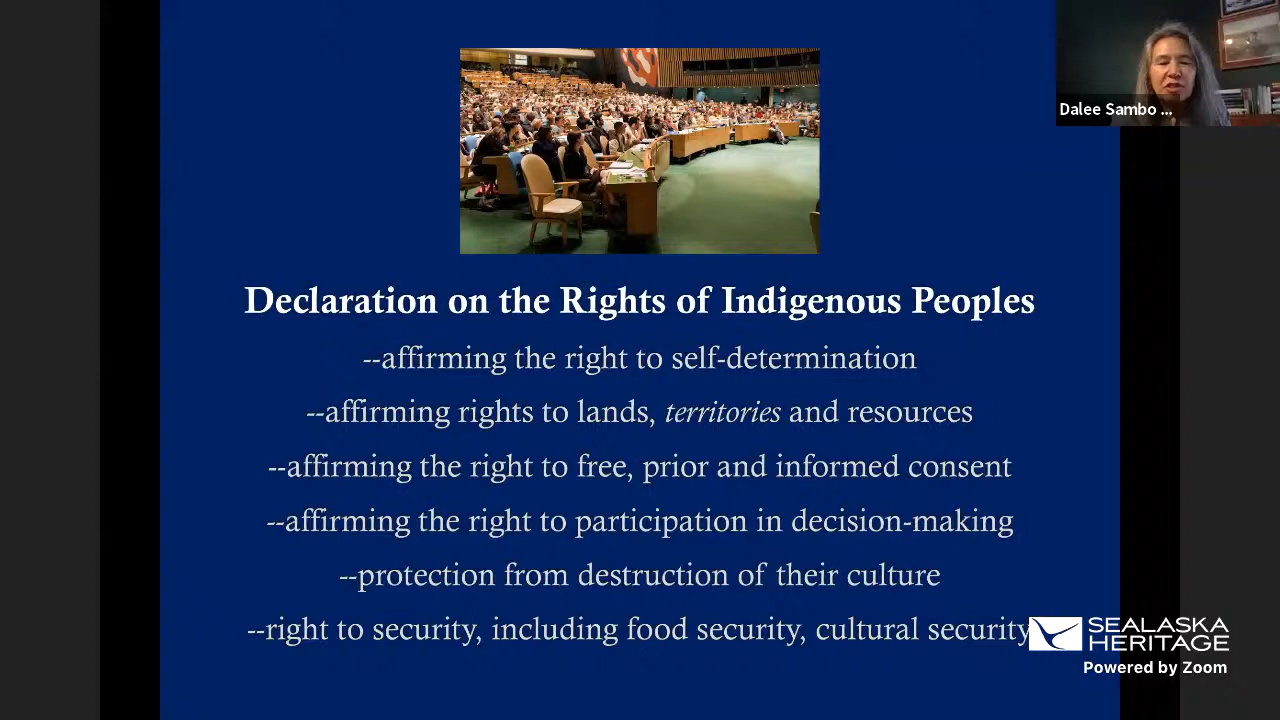 Dalee Sambo ...
Declaration on the Rights of Indigenous Peoples
--affirming the right to self-determination
--affirming rights to lands, territories and resources
--affirming the right to free, prior and informed consent
--affirming the right to participation in decision-making
--protection from destruction of their culture
--right to security, including food security, cultural security
SEALASKA
HERITAGE
Powered by Zoom